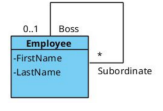 0..1 Boss
Employee
-FirstName
*
-LastName
Subordinate